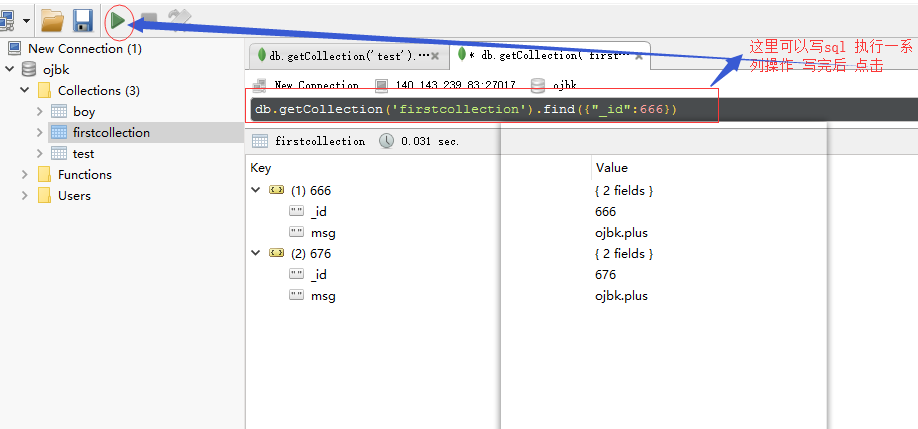 New Connection (1)
ojbk
Collections (3)
boy
firstcollection
test
Functions
Users
db.getCollection('test').…
* db.getCollection('first…
这里可以写sql 执行一系
列操作 写完后 点击
New Connection
140.143.239.83:27017
ojbk
db.getCollection('firstcollection').find({"_id":666})
firstcollection
0.031 sec.
Key
Value
(1) 666
{ 2 fields }
_id
666
msg
ojbk.plus
(2) 676
{ 2 fields }
_id
676
msg
ojbk.plus